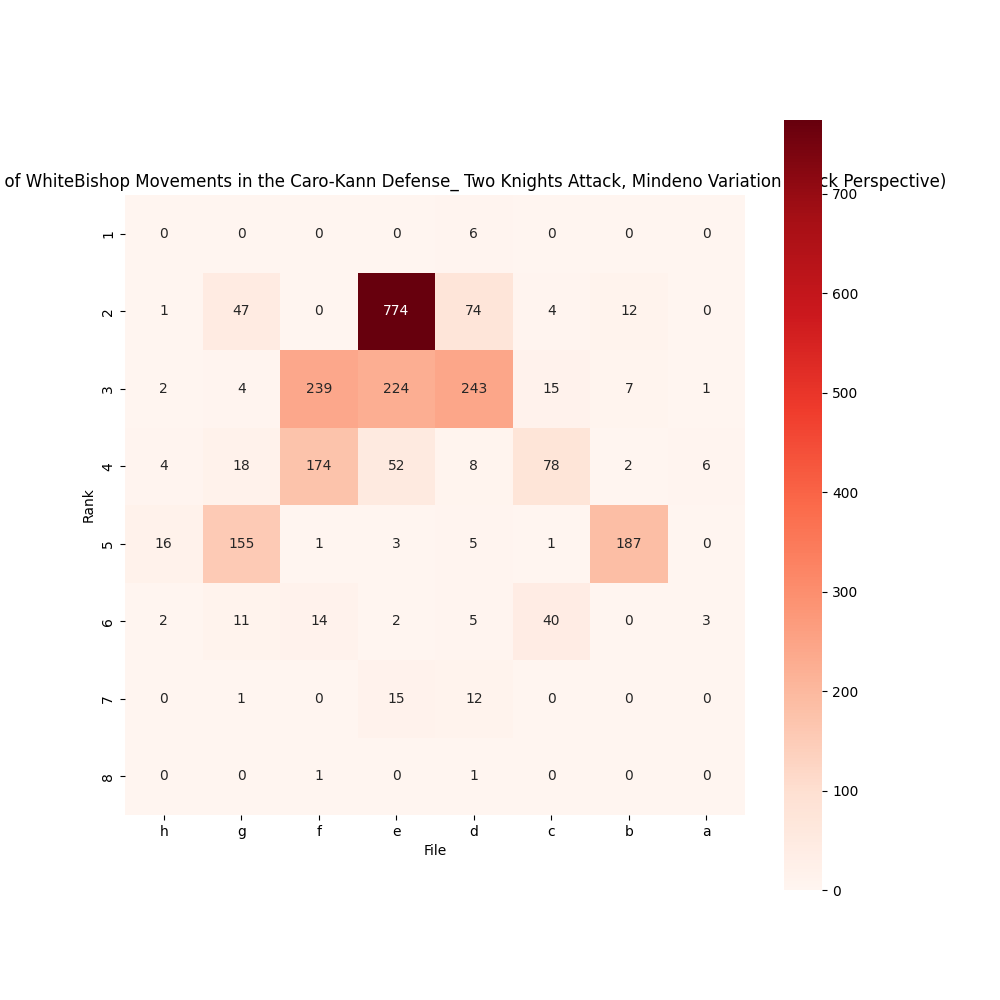 of WhiteBishop Movements in the Caro-Kann Defense_ Two Knights Attack, Mindeno Variation Perspective)
700
1 0 0 0 0 6 0 0 0
2 1 47 0 774 74 4 12 0
600
3 2 4 239 224 243 15 7 1
500
4 4 18 174 52 8 78 2 6
400
Rank
5 16 155 1 3 5 1 187 0
300
6 2 11 14 2 5 40 0 3
200
7 0 1 0 15 12 0 0 0
8 0 0 1 0 1 0 0 0
100
h g f e d c b a
File
0